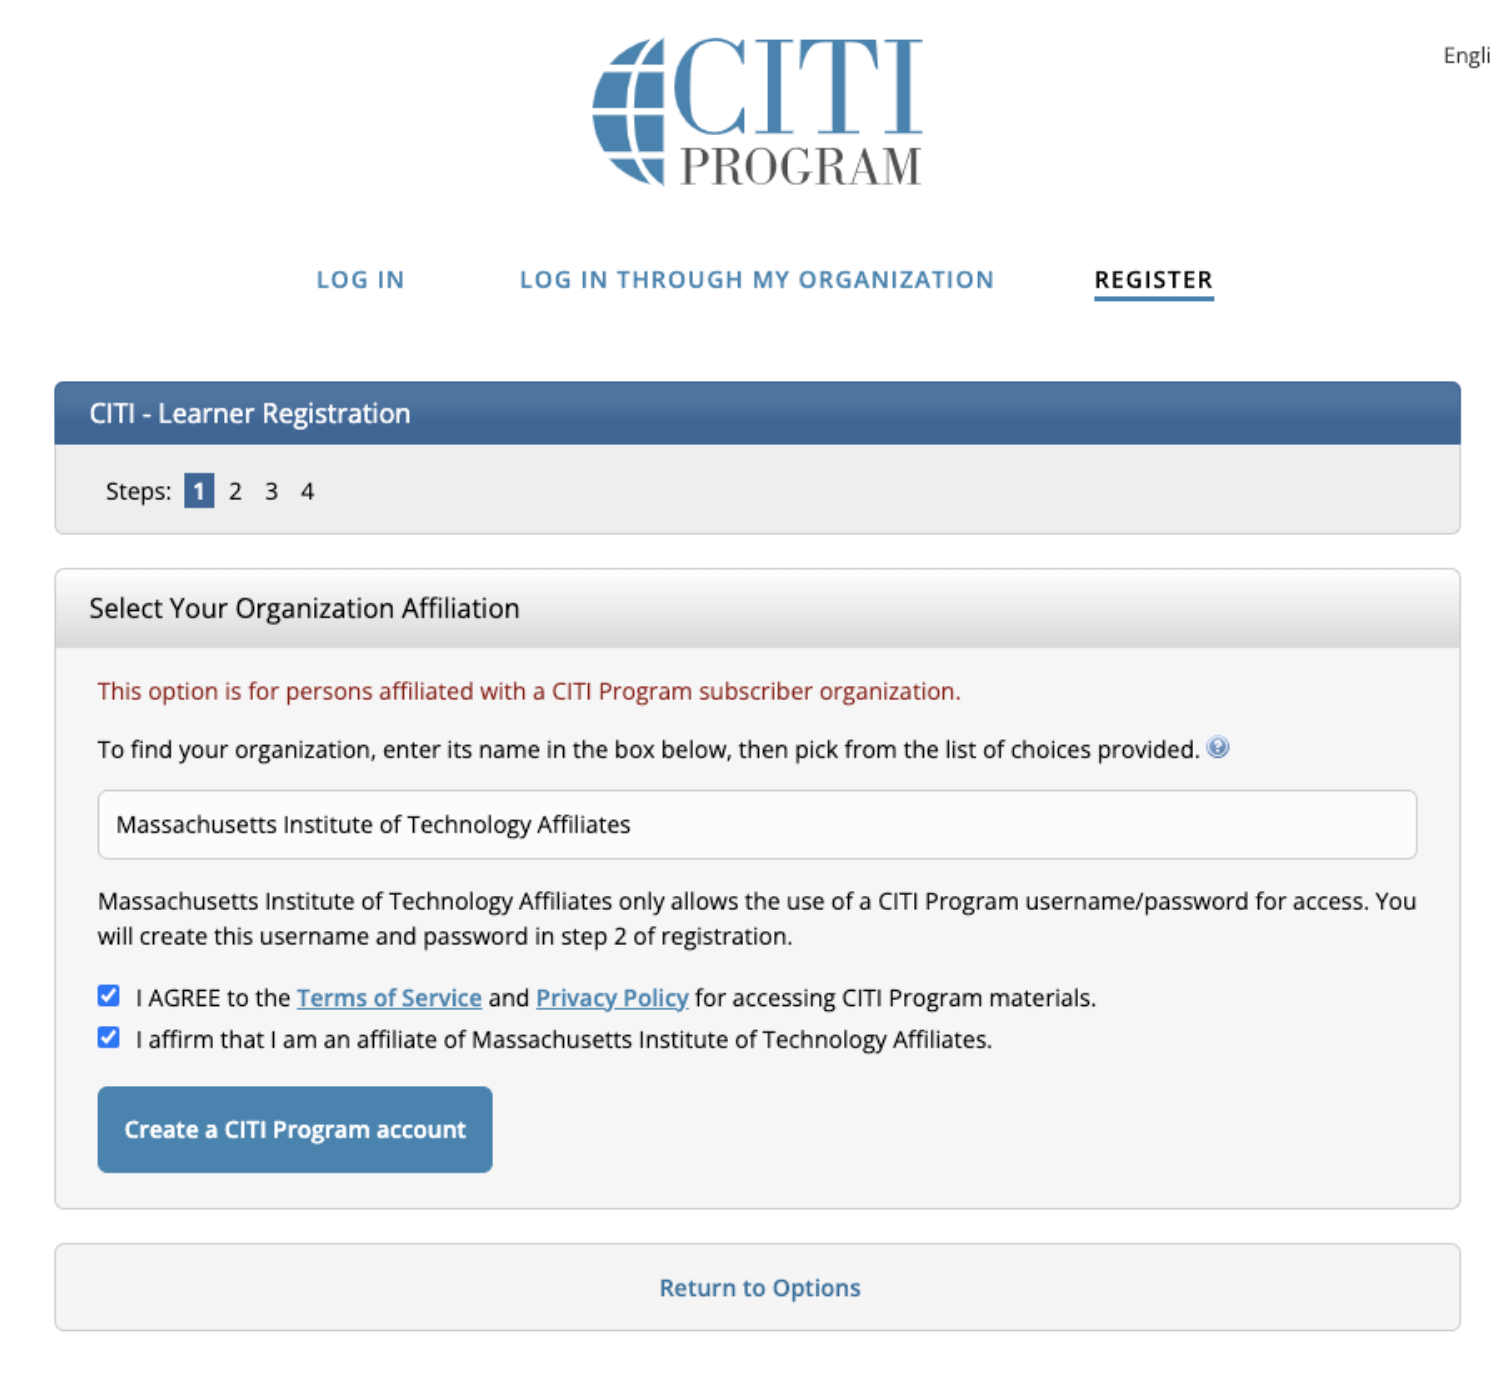 CITI
PROGRAM
Engli
LOG IN
LOG IN THROUGH MY ORGANIZATION
REGISTER
CITI - Learner Registration
Steps: 1 2 3 4
Select Your Organization Affiliation
This option is for persons affiliated with a CITI Program subscriber organization.
To find your organization, enter its name in the box below, then pick from the list of choices provided. ?
Massachusetts Institute of Technology Affiliates
Massachusetts Institute of Technology Affiliates only allows the use of a CITI Program username/password for access. You
will create this username and password in step 2 of registration.
I AGREE to the Terms of Service and Privacy Policy for accessing CITI Program materials.
I affirm that I am an affiliate of Massachusetts Institute of Technology Affiliates.
Create a CITI Program account
Return to Options